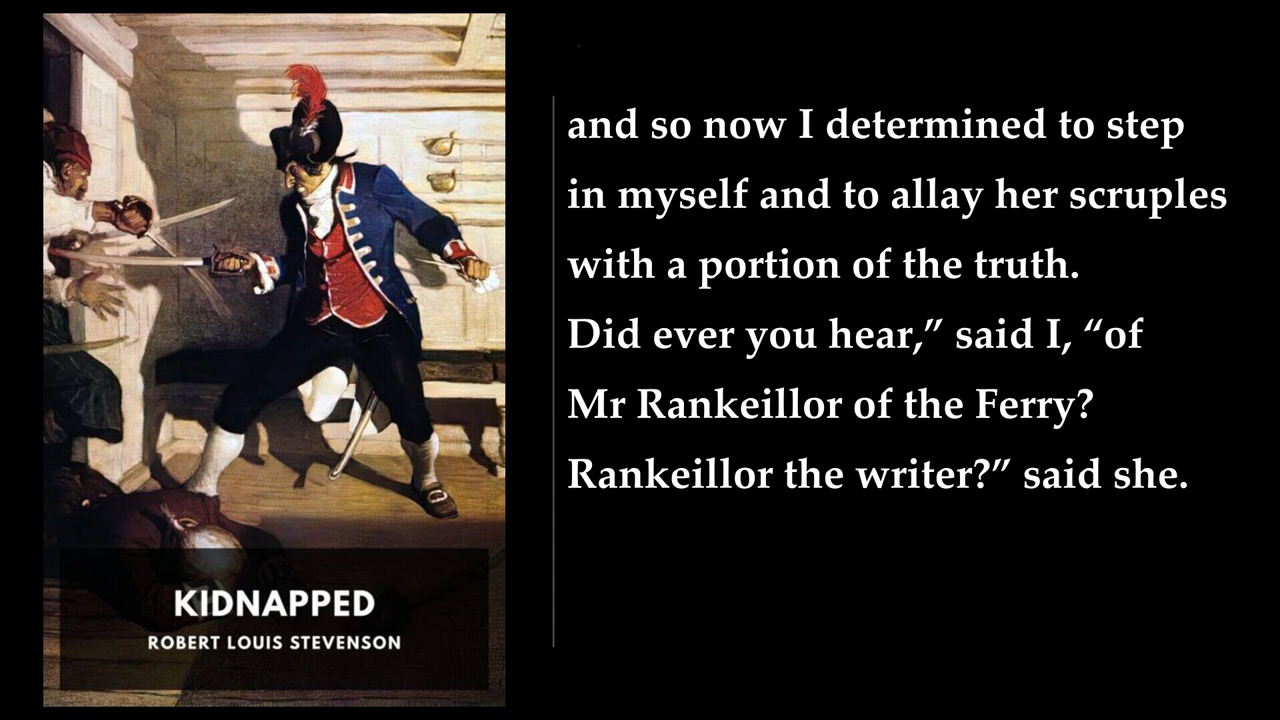 KIDNAPPED
ROBERT LOUIS STEVENSON
and so now I determined to step
in myself and to allay her scruples
with a portion of the truth.
Did ever you hear,” said I, “of
Mr Rankeillor of the Ferry?
Rankeillor the writer?” said she.